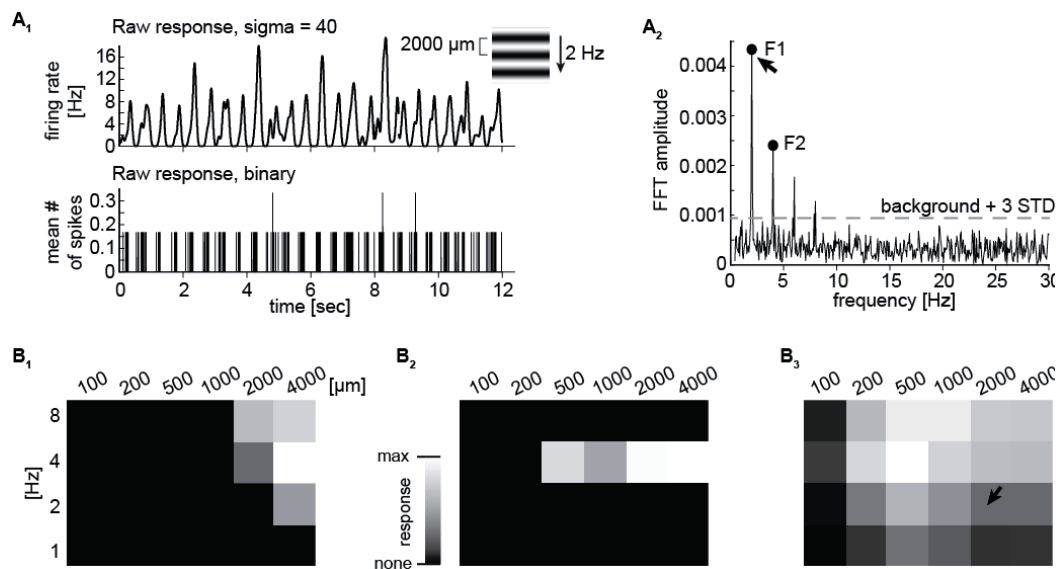 A1
Raw response, sigma = 40
16
12
8
4
0
firing rate
[Hz]
2000 µm
2 Hz
Raw response, binary
0.3
0.2
0.1
0
mean #
of spikes
0 2 4 6 8 10 12
time [sec]
A2
F1
F2
0.004
0.003
0.002
0.001
0
FFT amplitude
background + 3 STD
0 5 10 15 20 25 30
frequency [Hz]
B1
100 200 500 1000 2000 4000 [µm]
8
4
2
1
[Hz]
max
response
none
B2
100 200 500 1000 2000 4000
B3
100 200 500 1000 2000 4000